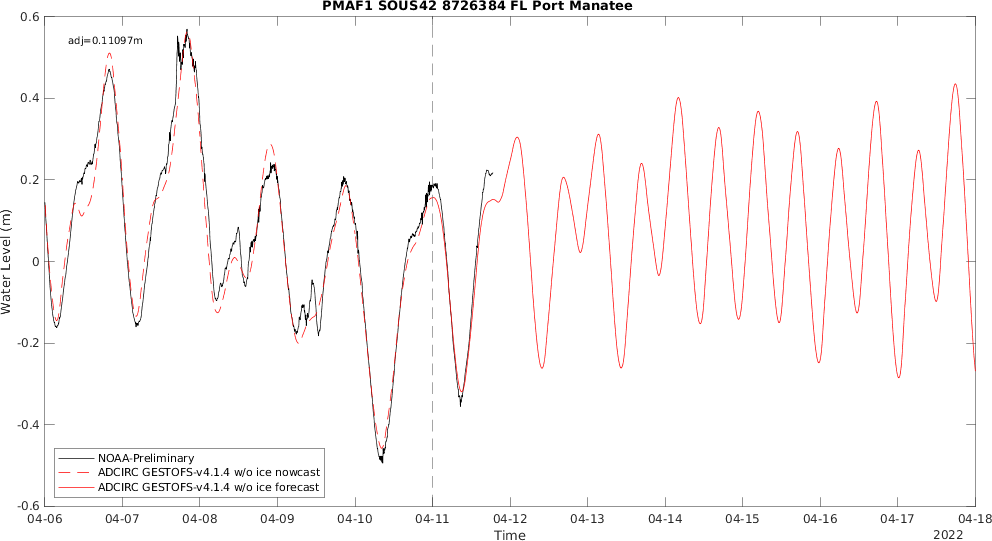 PMAF1 SOUS42 8726384 FL Port Manatee
adj=0.11097m
Water Level (m)
0.6
0.4
0.2
0
-0.2
-0.4
-0.6
NOAA-Preliminary
ADCIRC GESTOFS-v4.1.4 w/o ice nowcast
ADCIRC GESTOFS-v4.1.4 w/o ice forecast
04-06 04-07 04-08 04-09 04-10 04-11 04-12 04-13 04-14 04-15 04-16 04-17 04-18
Time
2022